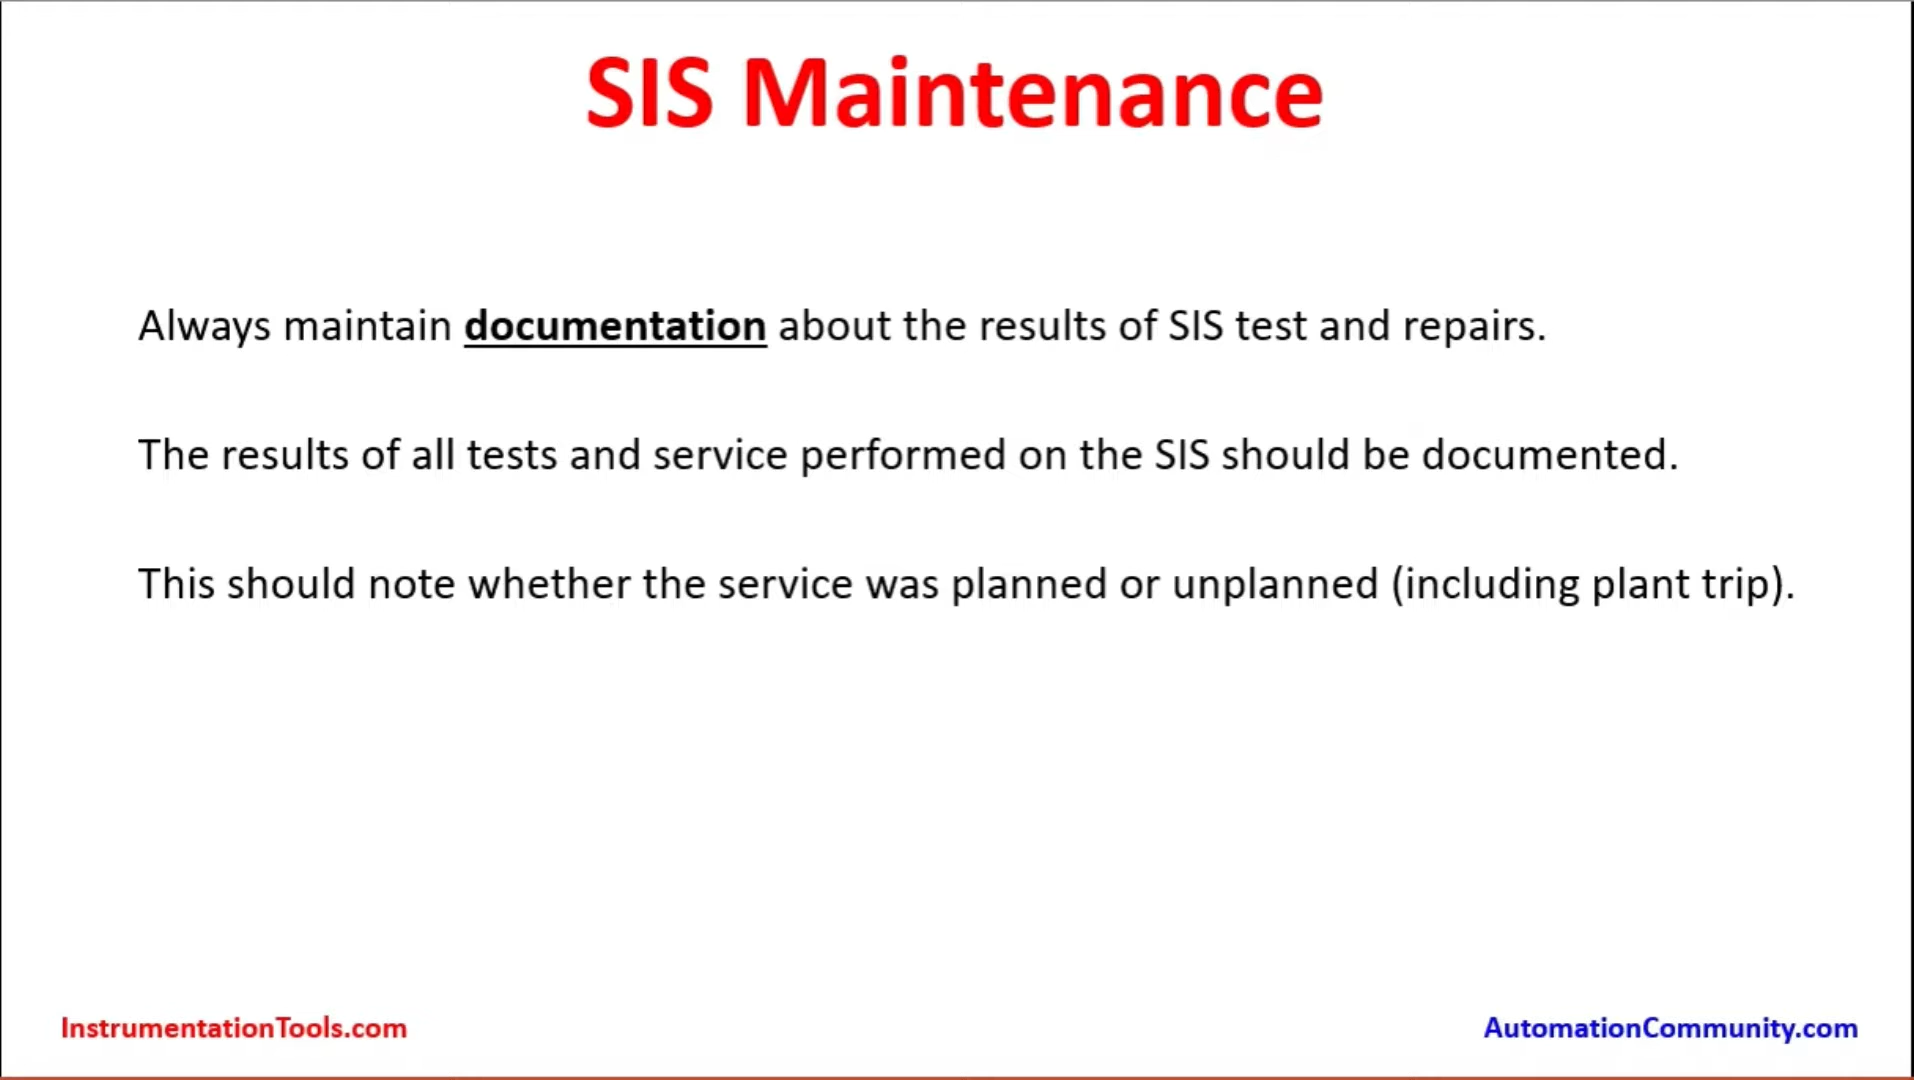 SIS Maintenance
Always maintain documentation about the results of SIS test and repairs.
The results of all tests and service performed on the SIS should be documented.
This should note whether the service was planned or unplanned (including plant trip).
InstrumentationTools.com
AutomationCommunity.com